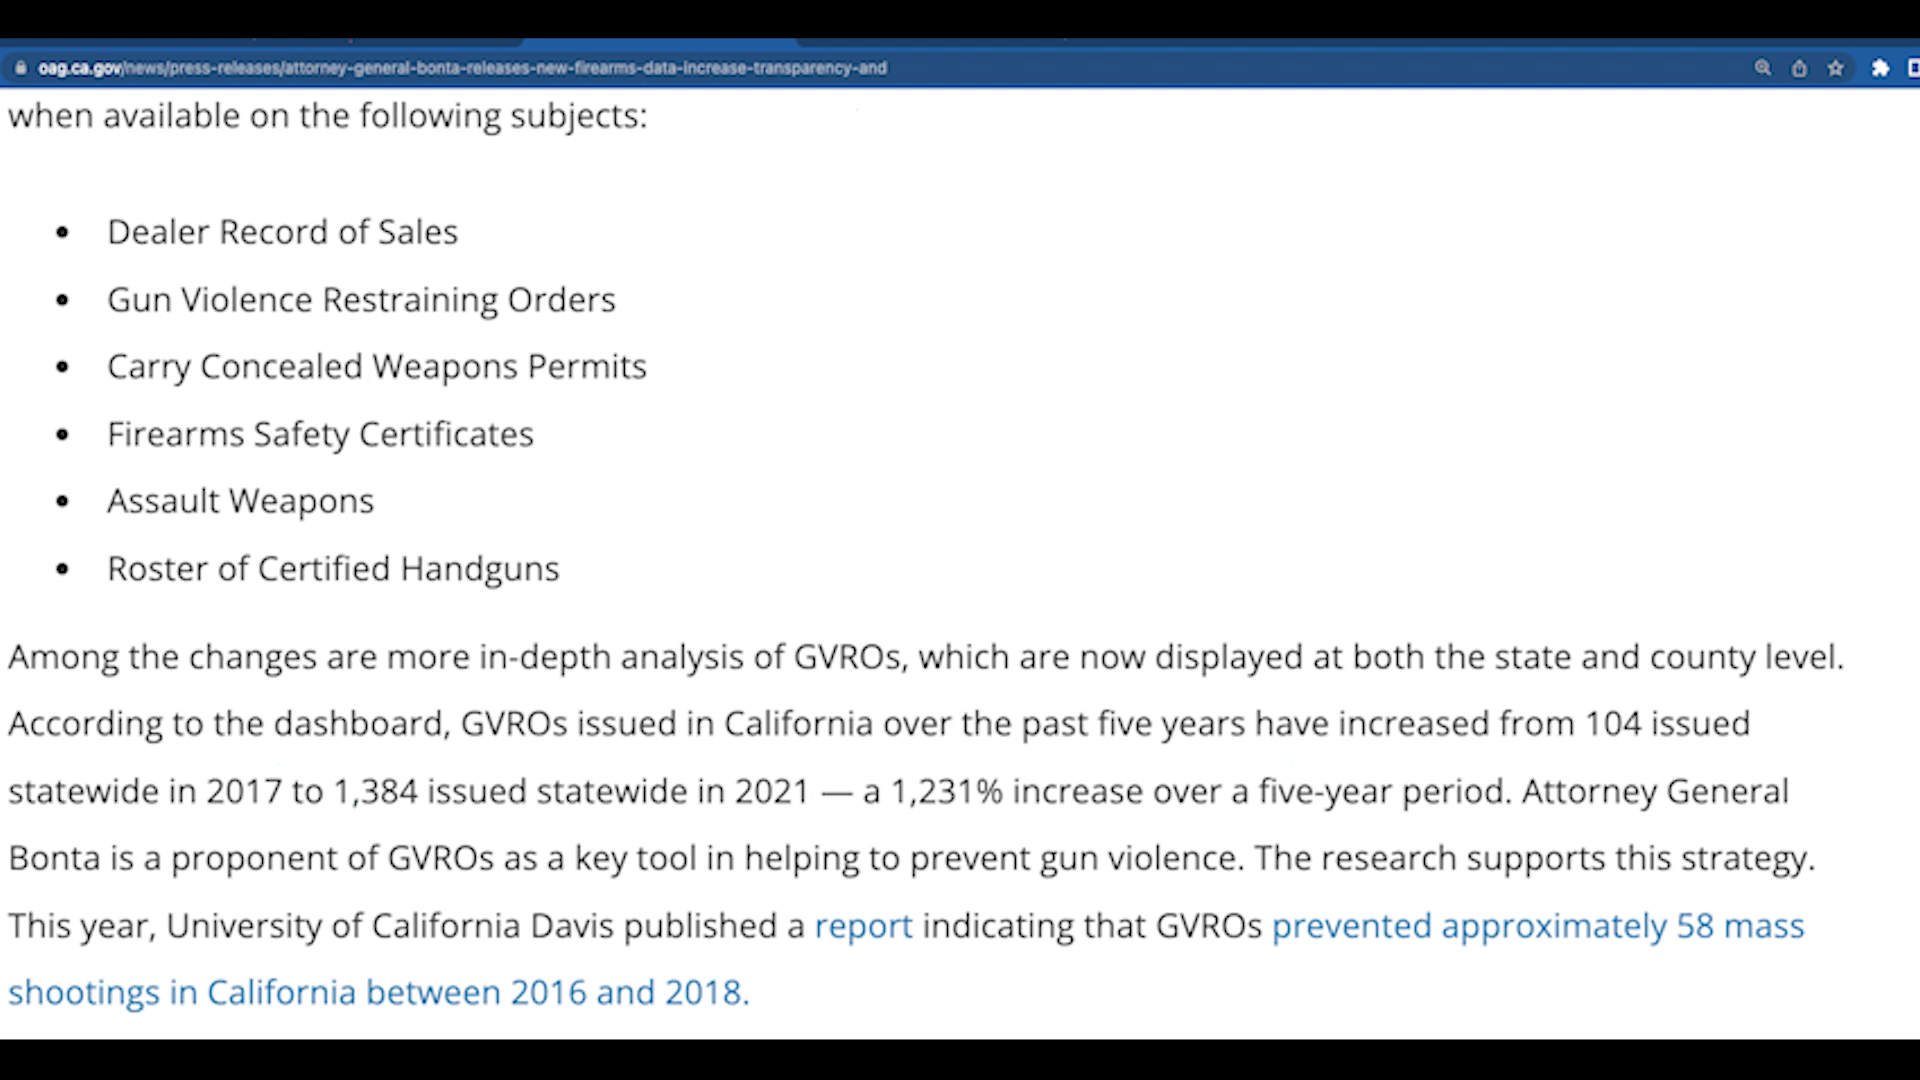 oag.ca.gov/news/press-releases/attorney-general-bonta-releases-new-firearms-data-increase-transparency-and
when available on the following subjects:
• Dealer Record of Sales
• Gun Violence Restraining Orders
• Carry Concealed Weapons Permits
• Firearms Safety Certificates
• Assault Weapons
• Roster of Certified Handguns
Among the changes are more in-depth analysis of GVROs, which are now displayed at both the state and county level.
According to the dashboard, GVROs issued in California over the past five years have increased from 104 issued
statewide in 2017 to 1,384 issued statewide in 2021 — a 1,231% increase over a five-year period. Attorney General
Bonta is a proponent of GVROs as a key tool in helping to prevent gun violence. The research supports this strategy.
This year, University of California Davis published a report indicating that GVROs prevented approximately 58 mass
shootings in California between 2016 and 2018.